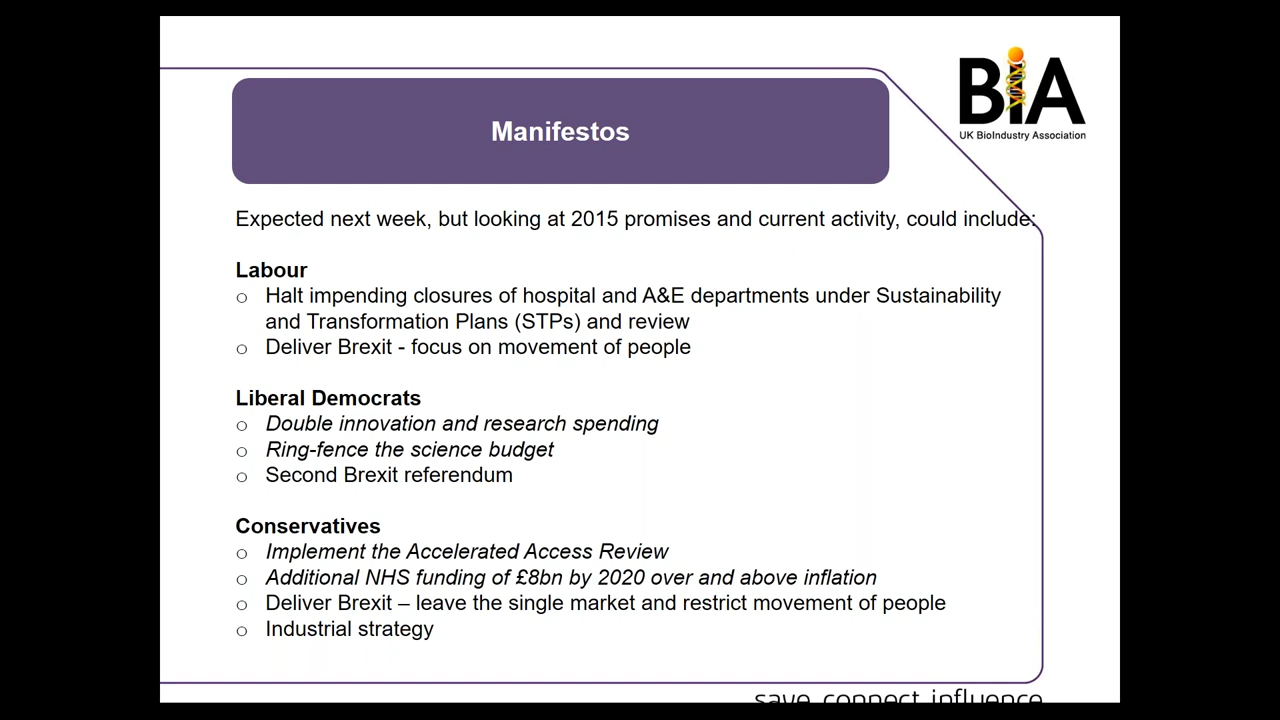 BIA
UK BioIndustry Association
Manifestos
Expected next week, but looking at 2015 promises and current activity, could include:
Labour
o Halt impending closures of hospital and A&E departments under Sustainability
and Transformation Plans (STPs) and review
o Deliver Brexit - focus on movement of people
Liberal Democrats
o Double innovation and research spending
o Ring-fence the science budget
o Second Brexit referendum
Conservatives
o Implement the Accelerated Access Review
o Additional NHS funding of £8bn by 2020 over and above inflation
o Deliver Brexit – leave the single market and restrict movement of people
o Industrial strategy
save connect influence